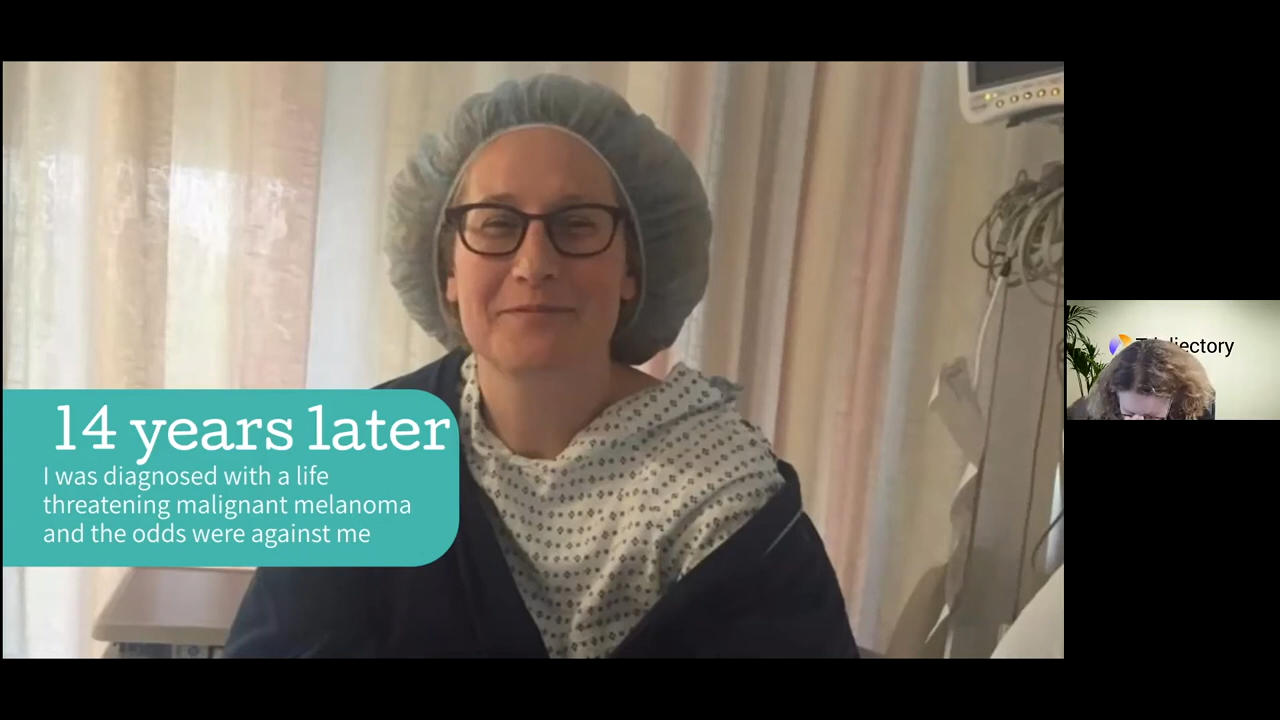 14 years later
I was diagnosed with a life
threatening malignant melanoma
and the odds were against me